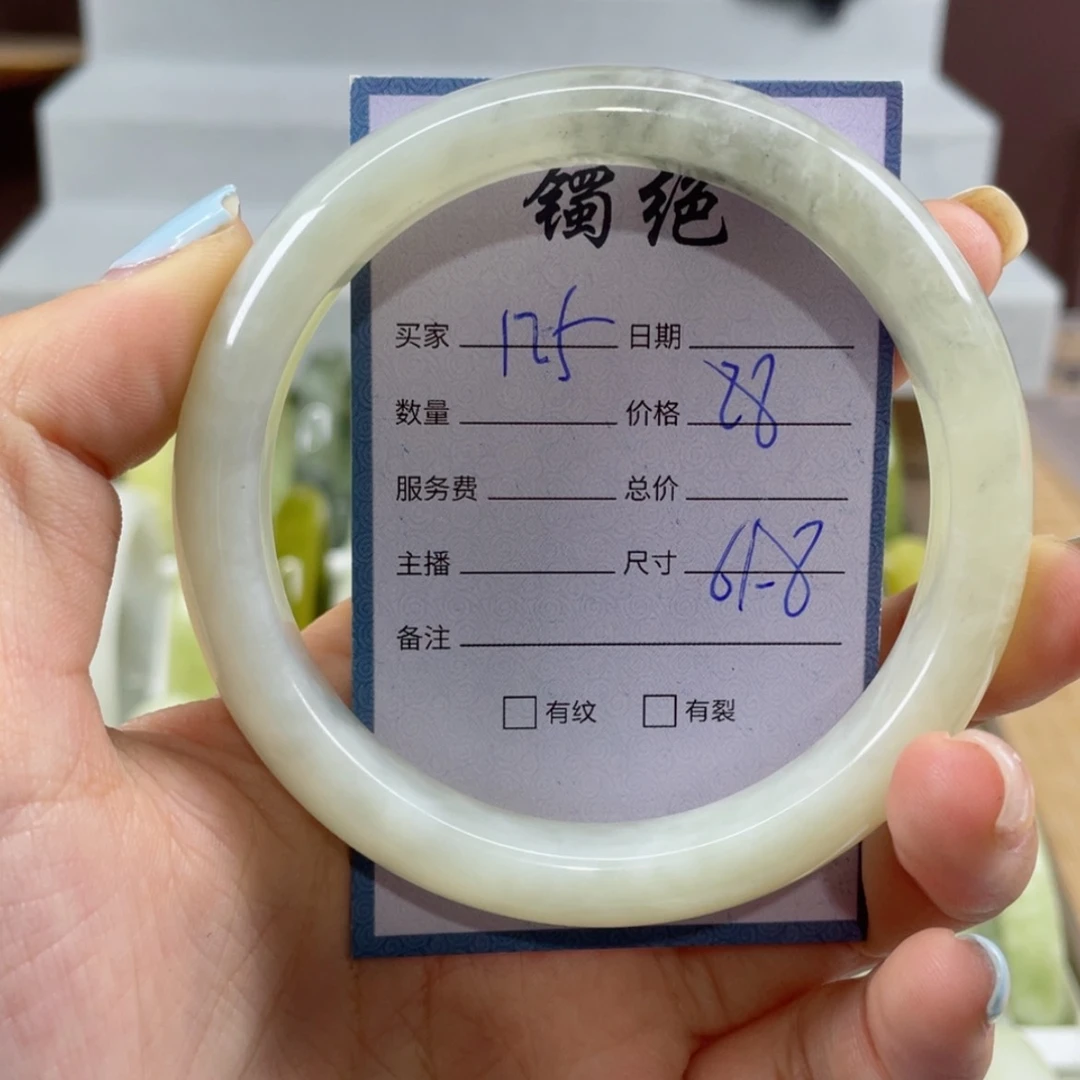 镯绝
买家 125 日期
数量 价格 28
服务费 总价
主播 尺寸 61-8
备注
有纹 有裂